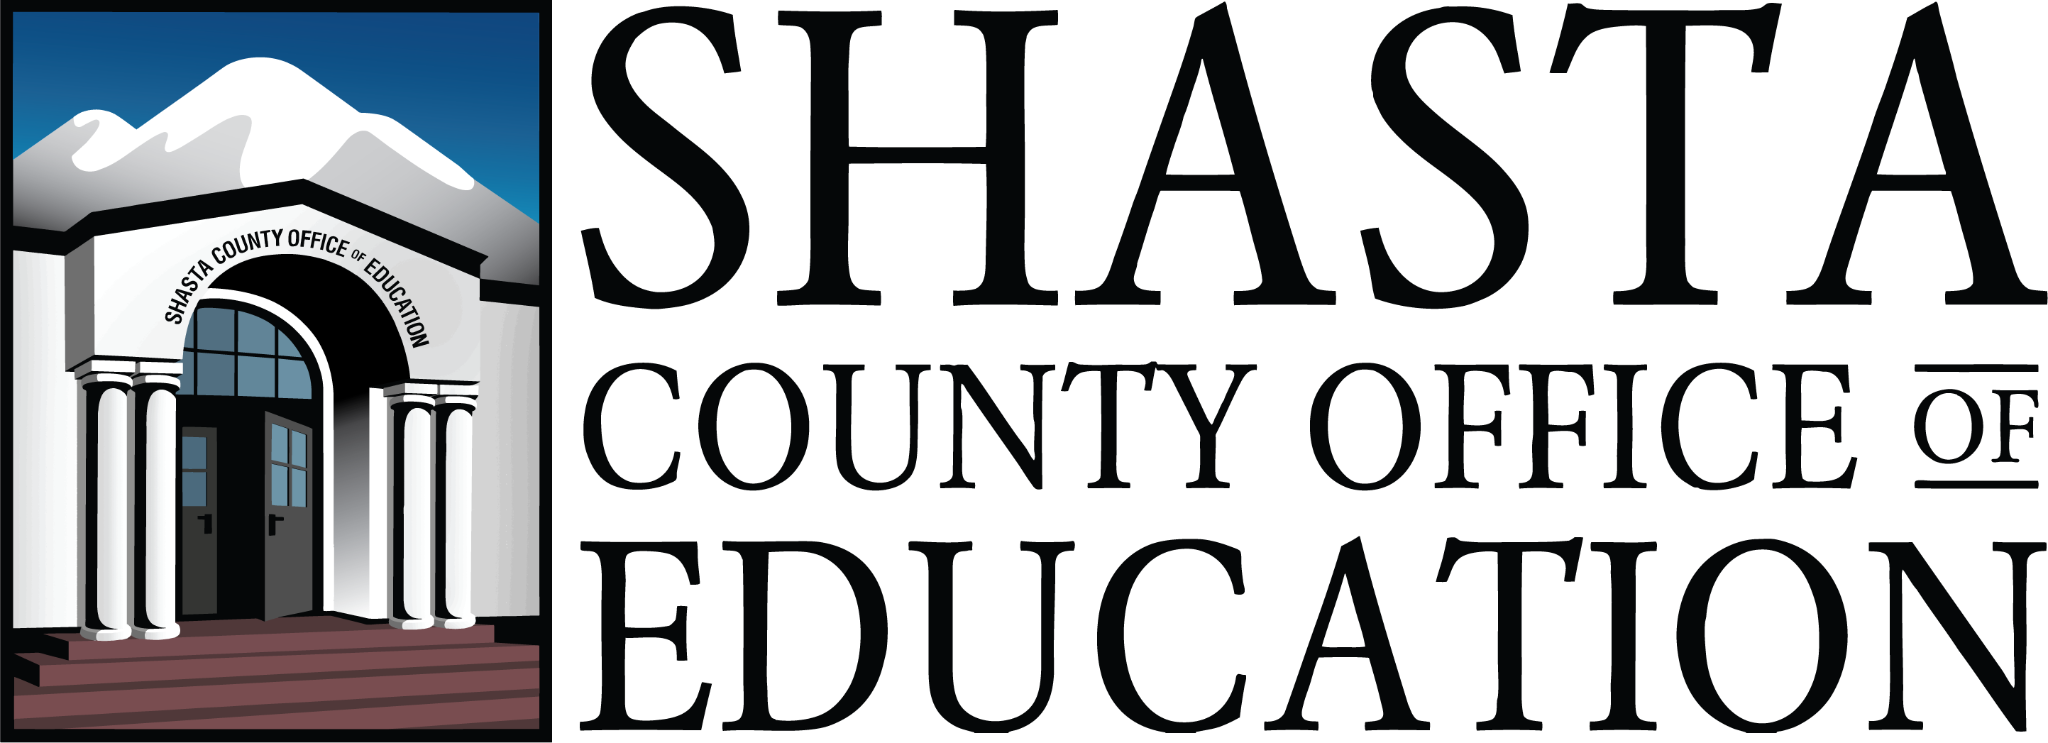 SHASTA COUNTY OFFICE OF EDUCATION
SHASTA
COUNTY OFFICE OF
EDUCATION